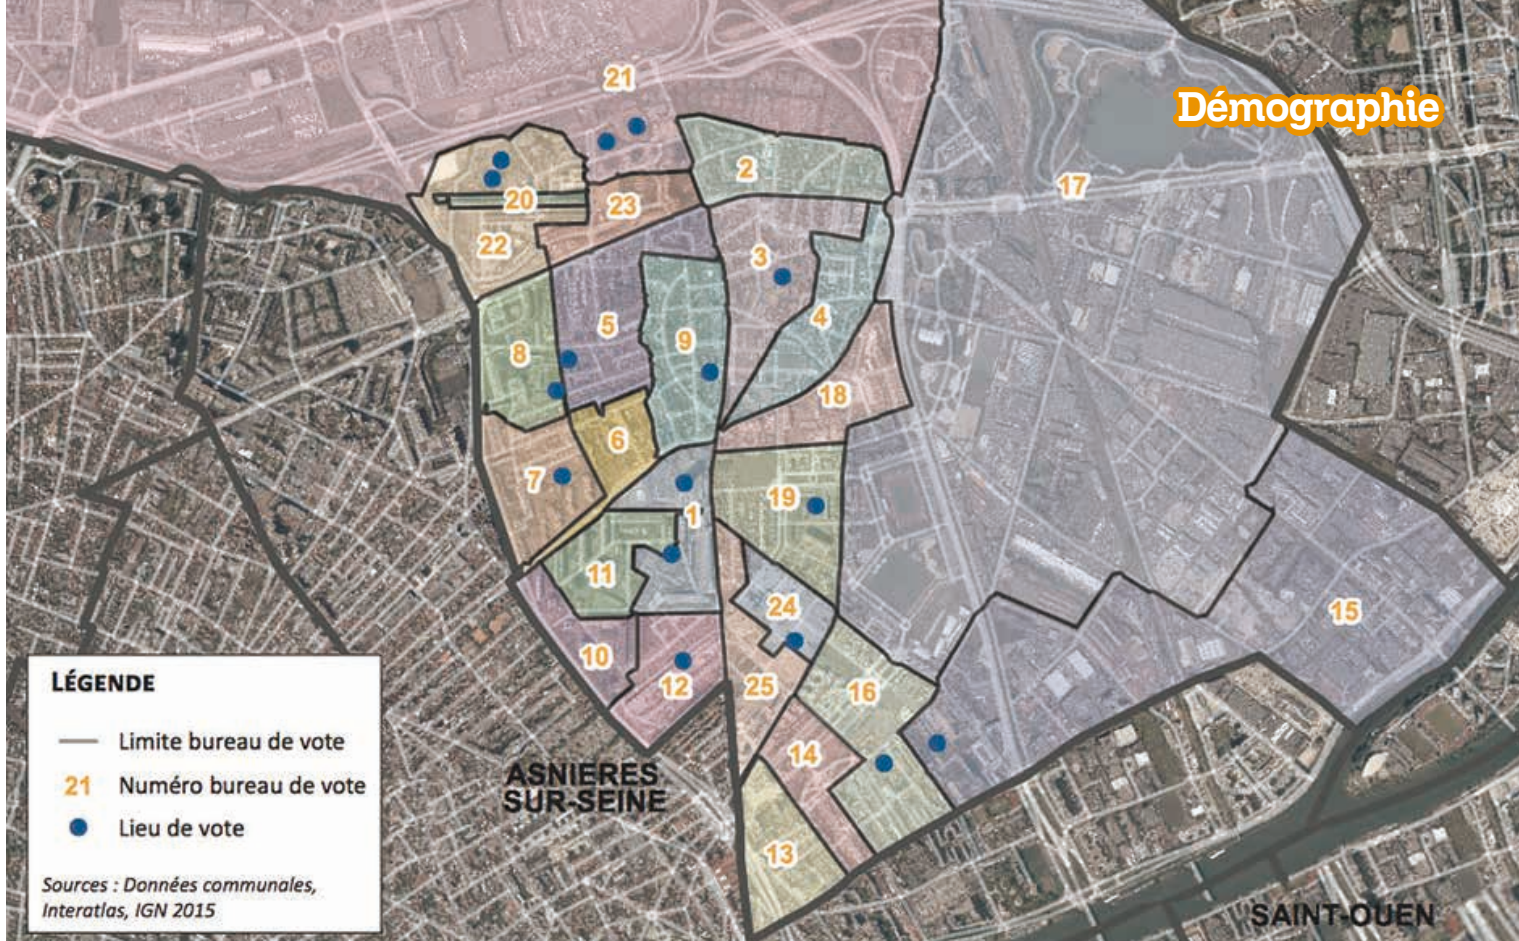 21
Démographie
2
17
20
23
22
3
5
4
9
8
18
6
7
19
1
11
24
15
10
12
25
16
14
13
LÉGENDE
Limite bureau de vote
21 Numéro bureau de vote
Lieu de vote
Sources : Données communales,
Interatlas, IGN 2015
ASNIERES
SUR-SEINE
SAINT-OUEN